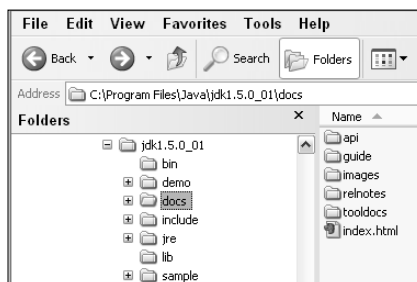 File Edit View Favorites Tools Help
Back Search Folders
Address C:\Program Files\Java\jdk1.5.0_01\docs
Folders × Name
jdk1.5.0_01
bin
demo
docs
include
jre
lib
sample
api
guide
images
relnotes
tooldocs
index.html